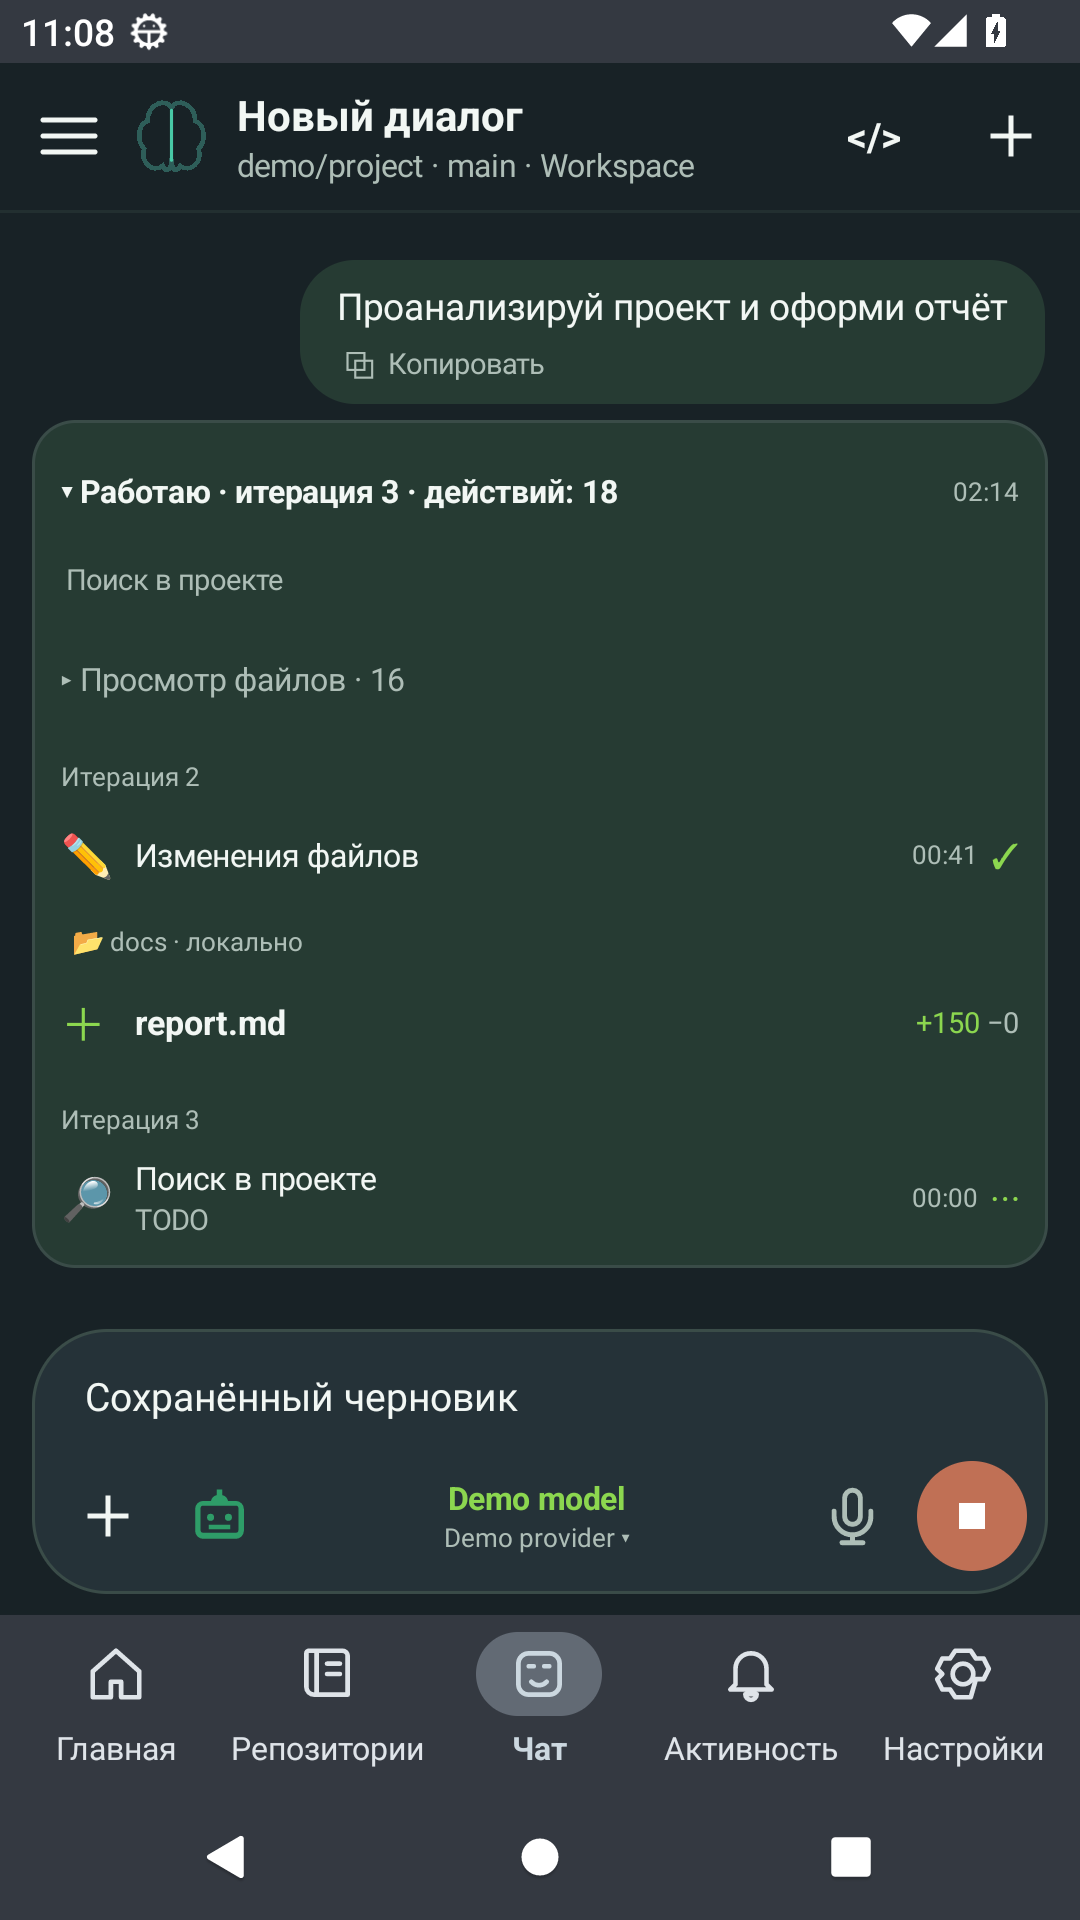 11:08
Новый диалог
demo/project · main · Workspace
</>
Проанализируй проект и оформи отчёт
Копировать
▾ Работаю · итерация 3 · действий: 18 02:14
Поиск в проекте
▸ Просмотр файлов · 16
Итерация 2
Изменения файлов 00:41 ✓
docs · локально
+ report.md +150 −0
Итерация 3
Поиск в проекте 00:00 ···
TODO
Сохранённый черновик
Demo model
Demo provider ▾
Главная Репозитории Чат Активность Настройки